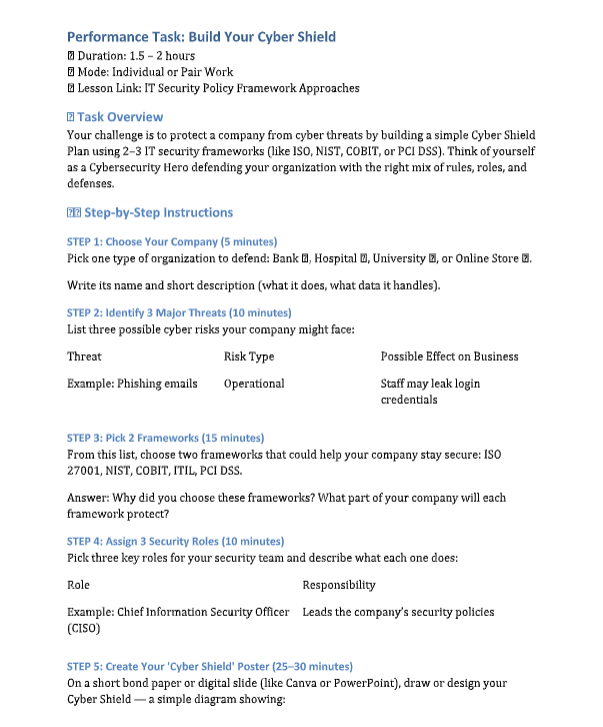 Performance Task: Build Your Cyber Shield
Duration: 1.5 – 2 hours
Mode: Individual or Pair Work
Lesson Link: IT Security Policy Framework Approaches
Task Overview
Your challenge is to protect a company from cyber threats by building a simple Cyber Shield
Plan using 2–3 IT security frameworks (like ISO, NIST, COBIT, or PCI DSS). Think of yourself
as a Cybersecurity Hero defending your organization with the right mix of rules, roles, and
defenses.
Step-by-Step Instructions
STEP 1: Choose Your Company (5 minutes)
Pick one type of organization to defend: Bank , Hospital , University , or Online Store .
Write its name and short description (what it does, what data it handles).
STEP 2: Identify 3 Major Threats (10 minutes)
List three possible cyber risks your company might face:
Threat Risk Type Possible Effect on Business
Example: Phishing emails Operational Staff may leak login
credentials
STEP 3: Pick 2 Frameworks (15 minutes)
From this list, choose two frameworks that could help your company stay secure: ISO
27001, NIST, COBIT, ITIL, PCI DSS.
Answer: Why did you choose these frameworks? What part of your company will each
framework protect?
STEP 4: Assign 3 Security Roles (10 minutes)
Pick three key roles for your security team and describe what each one does:
Role Responsibility
Example: Chief Information Security Officer Leads the company's security policies
(CISO)
STEP 5: Create Your 'Cyber Shield' Poster (25–30 minutes)
On a short bond paper or digital slide (like Canva or PowerPoint), draw or design your
Cyber Shield — a simple diagram showing: